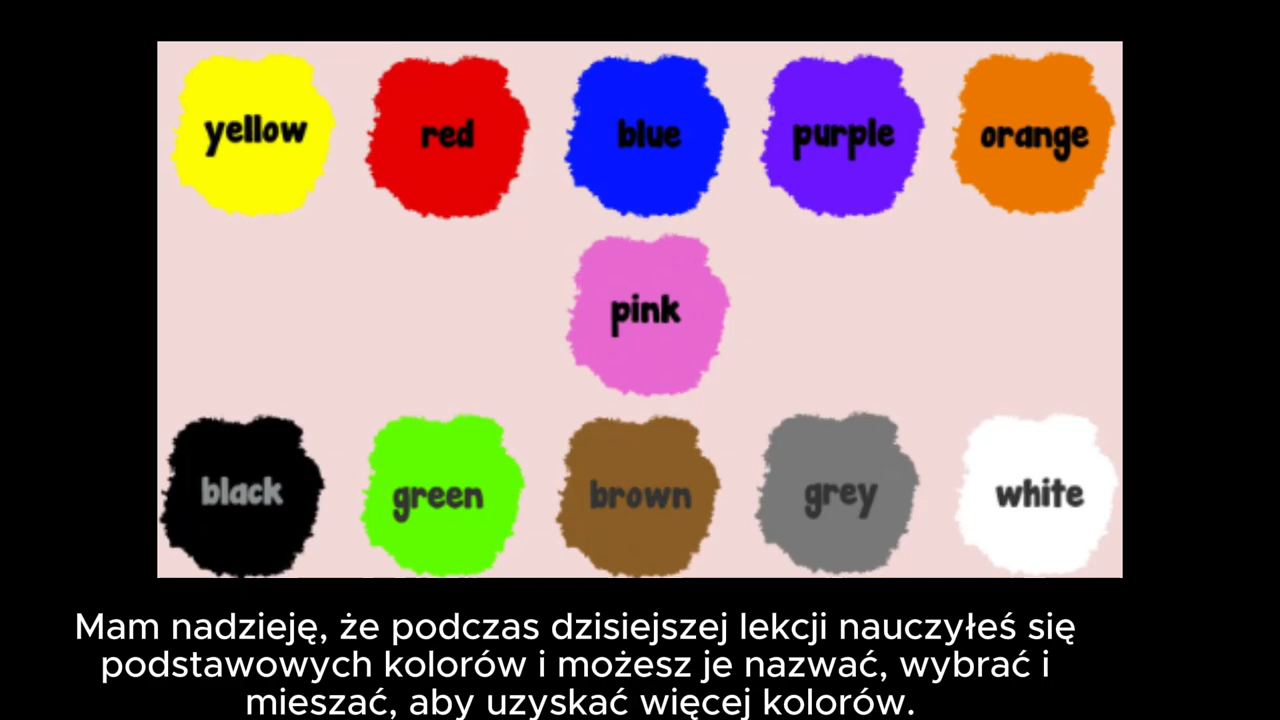 yellow red blue purple orange
pink
black green brown grey white
Mam nadzieję, że podczas dzisiejszej lekcji nauczyłeś się
podstawowych kolorów i możesz je nazwać, wybrać i
mieszać, aby uzyskać więcej kolorów.